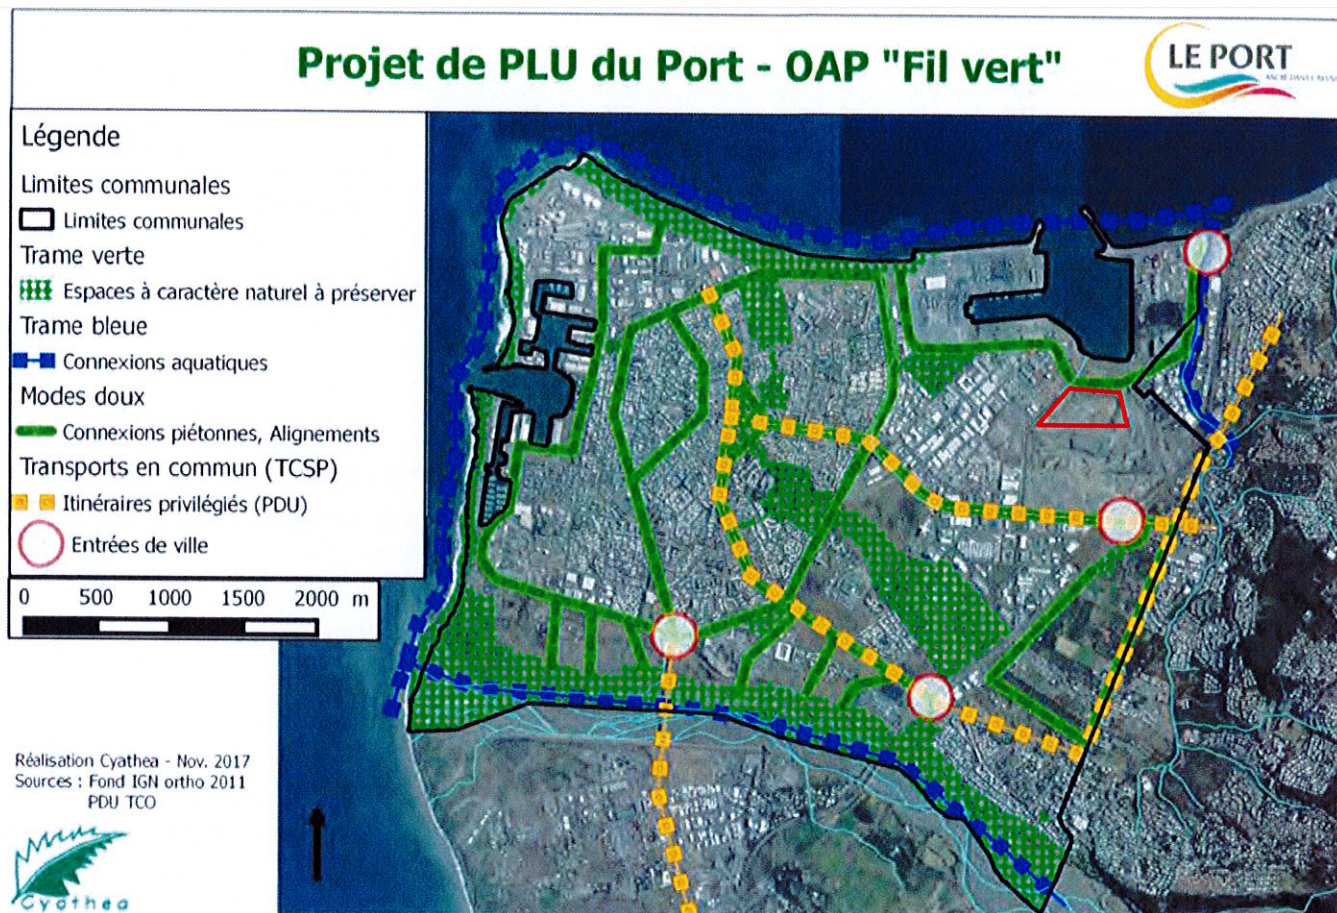 Projet de PLU du Port - OAP "Fil vert"
LE PORT
Légende
Limites communales
Limites communales
Trame verte
Espaces à caractère naturel à préserver
Trame bleue
Connexions aquatiques
Modes doux
Connexions piétonnes, Alignements
Transports en commun (TCSP)
Itinéraires privilégiés (PDU)
Entrées de ville
0 500 1000 1500 2000 m
Réalisation Cyathea - Nov. 2017
Sources : Fond IGN ortho 2011
PDU TCO
Cyathea